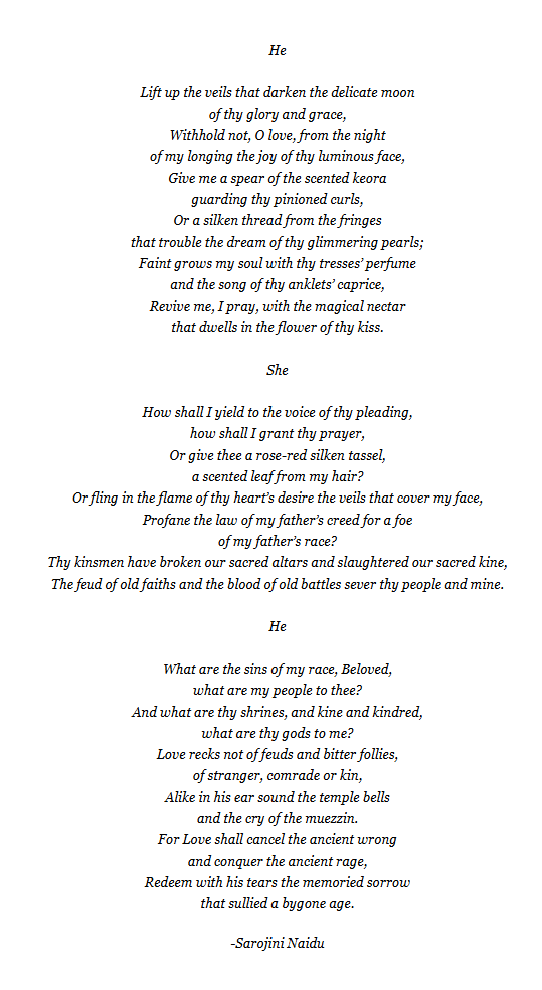 He
Lift up the veils that darken the delicate moon
of thy glory and grace,
Withhold not, O love, from the night
of my longing the joy of thy luminous face,
Give me a spear of the scented keora
guarding thy pinioned curls,
Or a silken thread from the fringes
that trouble the dream of thy glimmering pearls;
Faint grows my soul with thy tresses’ perfume
and the song of thy anklets’ caprice,
Revive me, I pray, with the magical nectar
that dwells in the flower of thy kiss.
She
How shall I yield to the voice of thy pleading,
how shall I grant thy prayer,
Or give thee a rose-red silken tassel,
a scented leaf from my hair?
Or fling in the flame of thy heart’s desire the veils that cover my face,
Profane the law of my father’s creed for a foe
of my father’s race?
Thy kinsmen have broken our sacred altars and slaughtered our sacred kine,
The feud of old faiths and the blood of old battles sever thy people and mine.
He
What are the sins of my race, Beloved,
what are my people to thee?
And what are thy shrines, and kine and kindred,
what are thy gods to me?
Love recks not of feuds and bitter follies,
of stranger, comrade or kin,
Alike in his ear sound the temple bells
and the cry of the muezzin.
For Love shall cancel the ancient wrong
and conquer the ancient rage,
Redeem with his tears the memoried sorrow
that sullied a bygone age.
-Sarojini Naidu